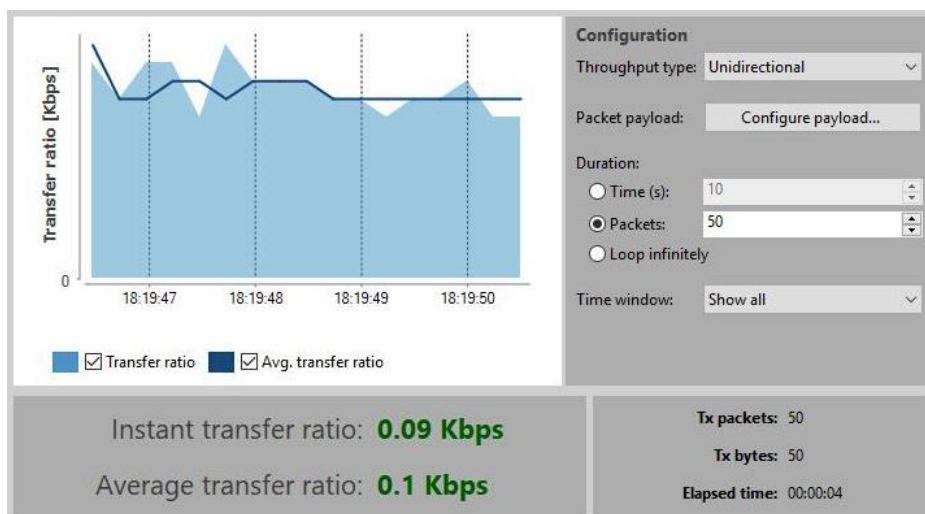 Transfer ratio [Kbps]
0
18:19:47 18:19:48 18:19:49 18:19:50
Transfer ratio Avg. transfer ratio
Configuration
Throughput type: Unidirectional
Packet payload: Configure payload...
Duration:
Time (s): 10
Packets: 50
Loop infinitely
Time window: Show all
Instant transfer ratio: 0.09 Kbps
Average transfer ratio: 0.1 Kbps
Tx packets: 50
Tx bytes: 50
Elapsed time: 00:00:04